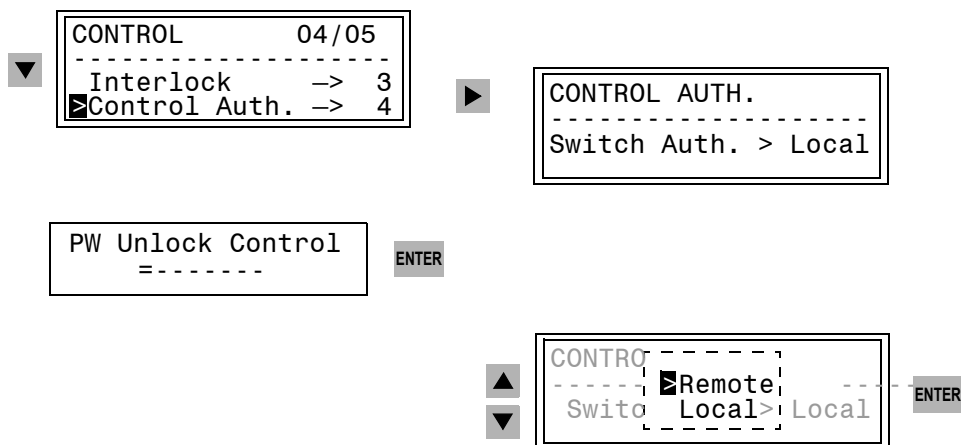 CONTROL 04/05
---------------------
Interlock —> 3
>Control Auth. —> 4
CONTROL AUTH.
---------------------
Switch Auth. > Local
PW Unlock Control
=-------
ENTER
CONTRO
------ >Remote -----
Switc Local> Local
ENTER